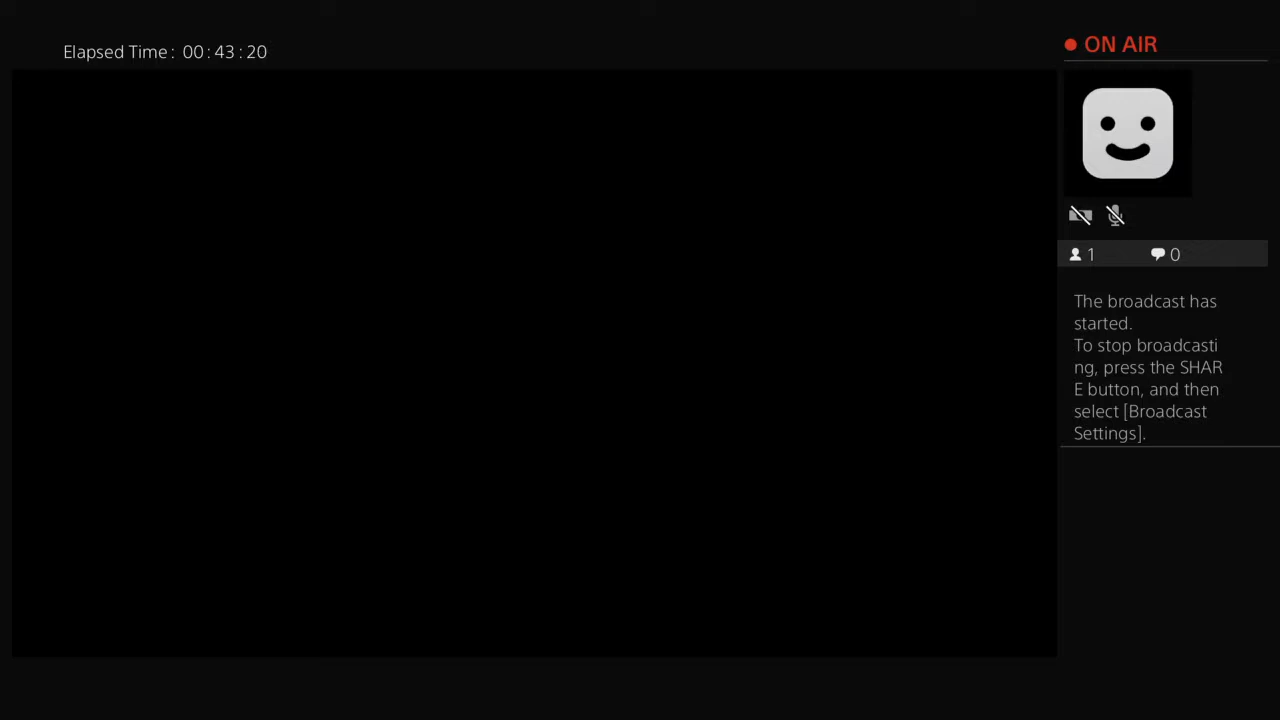 Elapsed Time: 00:43:20
ON AIR
1 0
The broadcast has
started.
To stop broadcasti
ng, press the SHAR
E button, and then
select [Broadcast
Settings].